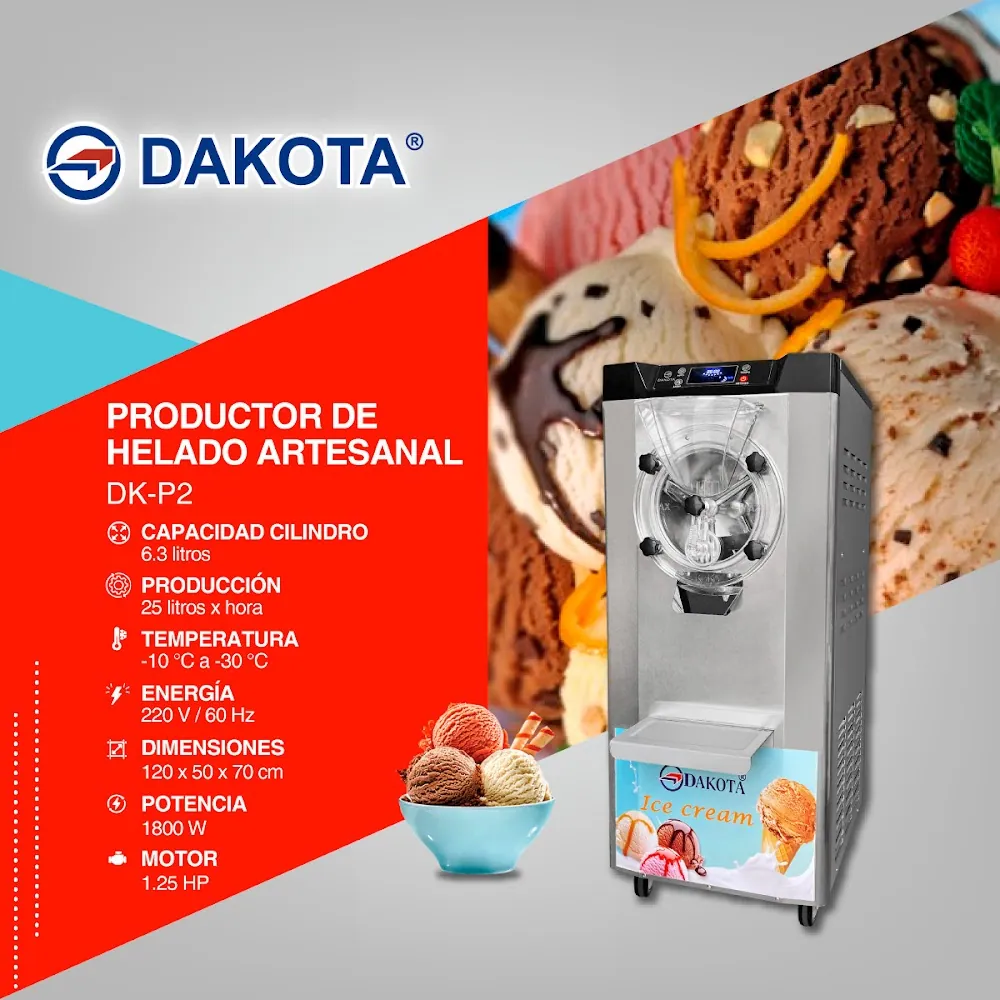 DAKOTA®
PRODUCTOR DE
HELADO ARTESANAL
DK-P2
CAPACIDAD CILINDRO
6.3 litros
PRODUCCIÓN
25 litros x hora
TEMPERATURA
-10 °C a -30 °C
ENERGÍA
220 V / 60 Hz
DIMENSIONES
120 x 50 x 70 cm
POTENCIA
1800 W
MOTOR
1.25 HP
DAKOTA®
Ice cream